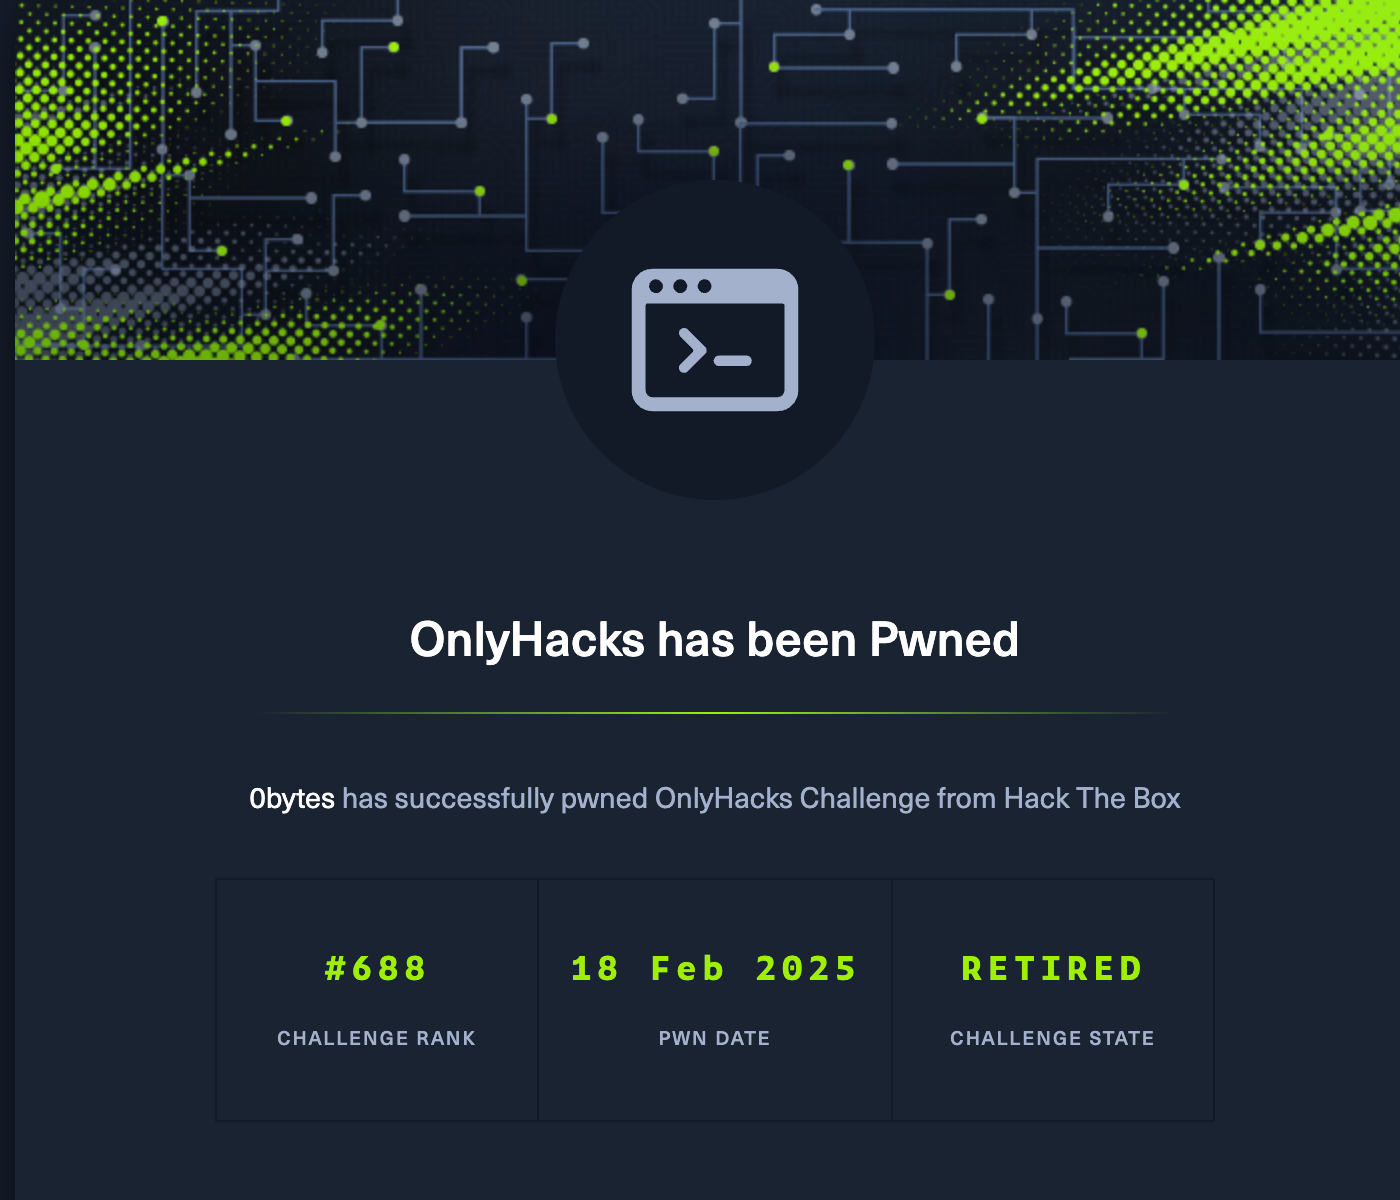 OnlyHacks has been Pwned
0bytes has successfully pwned OnlyHacks Challenge from Hack The Box
#688
CHALLENGE RANK
18 Feb 2025
PWN DATE
RETIRED
CHALLENGE STATE